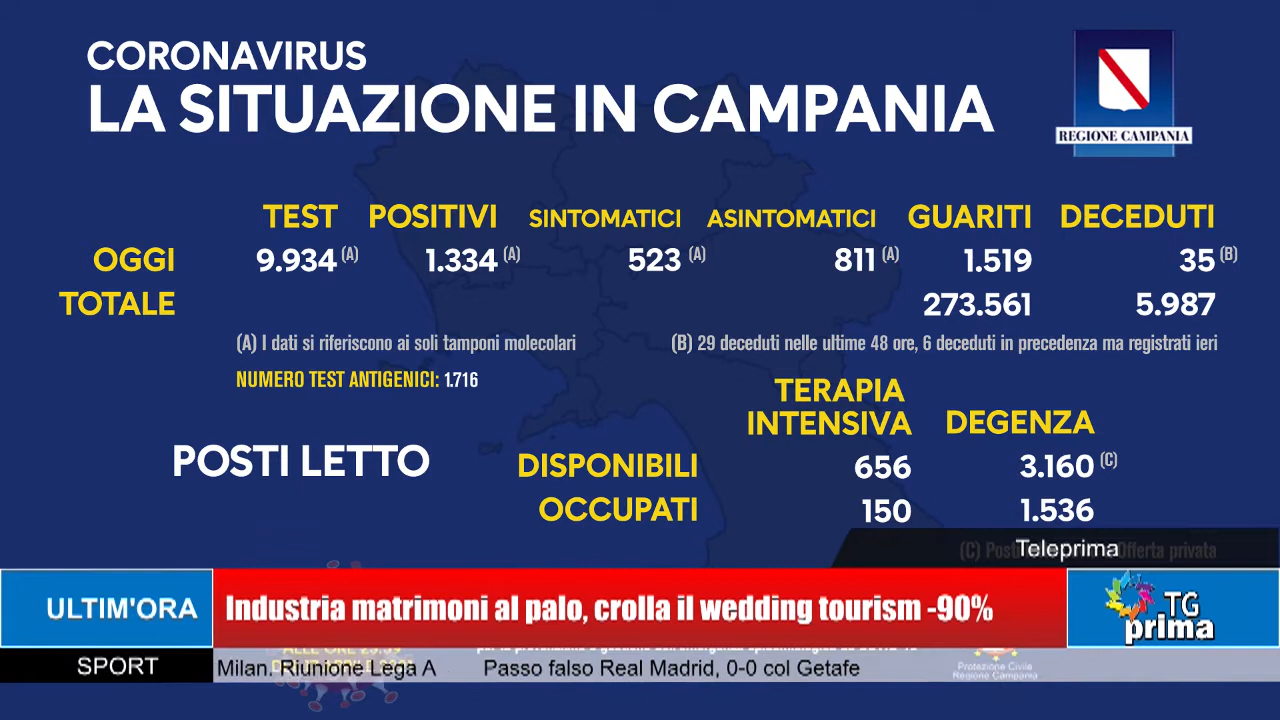 CORONAVIRUS
LA SITUAZIONE IN CAMPANIA
REGIONE CAMPANIA
TEST POSITIVI SINTOMATICI ASINTOMATICI GUARITI DECEDUTI
OGGI 9.934 (A) 1.334 (A) 523 (A) 811 (A) 1.519 35 (B)
TOTALE 273.561 5.987
(A) I dati si riferiscono ai soli tamponi molecolari (B) 29 deceduti nelle ultime 48 ore, 6 deceduti in precedenza ma registrati ieri
NUMERO TEST ANTIGENICI: 1.716
TERAPIA
INTENSIVA DEGENZA
POSTI LETTO DISPONIBILI 656 3.160 (C)
OCCUPATI 150 1.536
Teleprima
(C) Posti Offerta privata
ULTIM'ORA Industria matrimoni al palo, crolla il wedding tourism -90%
TG
prima
SPORT Milan. Riunione Lega A Passo falso Real Madrid, 0-0 col Getafe
Protezione Civile
Regione Campania